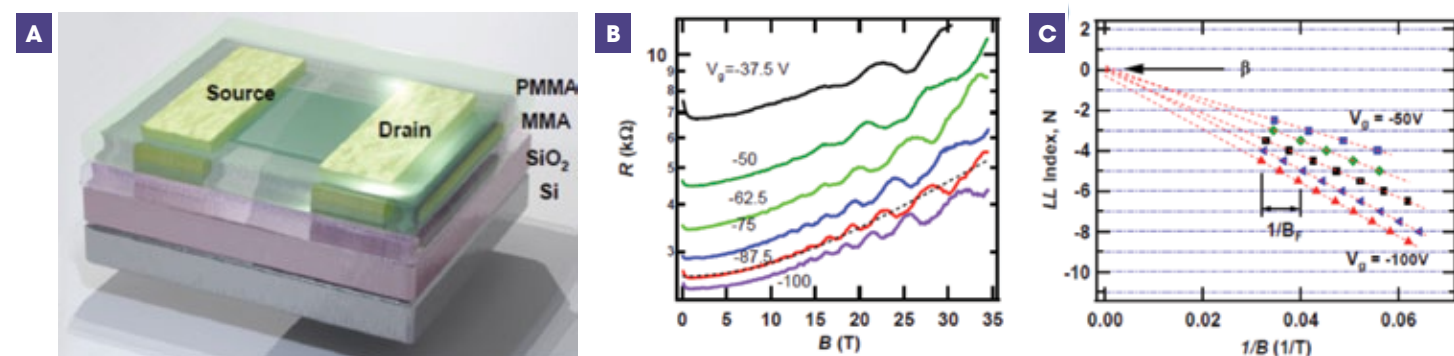 A
Source
Drain
PMMA
MMA
SiO2
Si
B
10
9
8
7
6
5
4
3
R (kΩ)
Vg=-37.5 V
-50
-62.5
-75
-87.5
-100
0 5 10 15 20 25 30 35
B (T)
C
2
0
-2
-4
-6
-8
-10
LL Index, N
β
Vg = -50V
1/BF
Vg = -100V
0.00 0.02 0.04 0.06
1/B (1/T)